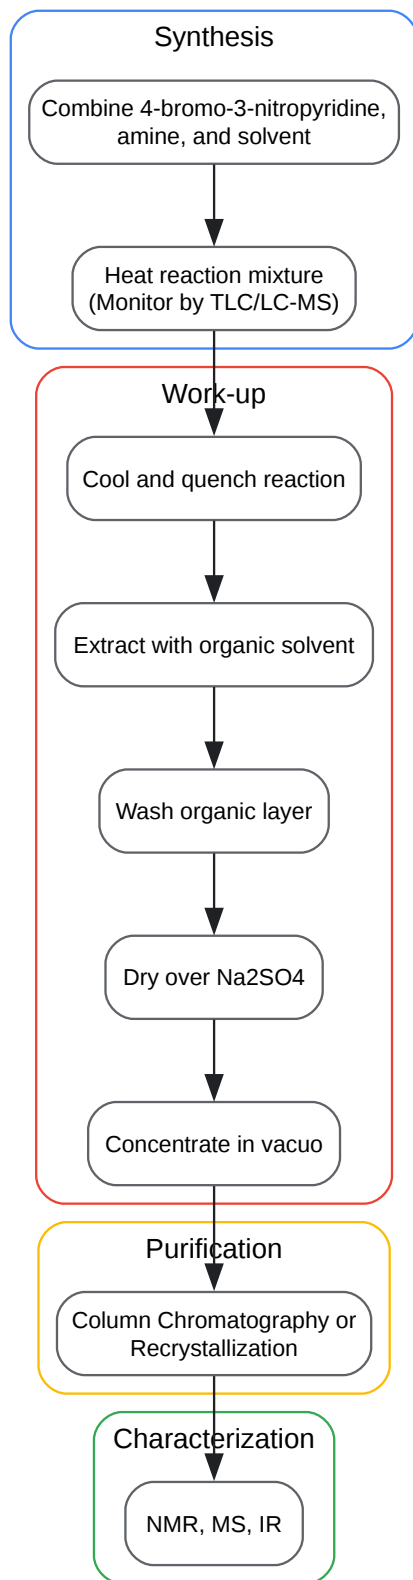 Synthesis
Combine 4-bromo-3-nitropyridine,
amine, and solvent
Heat reaction mixture
(Monitor by TLC/LC-MS)
Work-up
Cool and quench reaction
Extract with organic solvent
Wash organic layer
Dry over Na2SO4
Concentrate in vacuo
Purification
Column Chromatography or
Recrystallization
Characterization
NMR, MS, IR